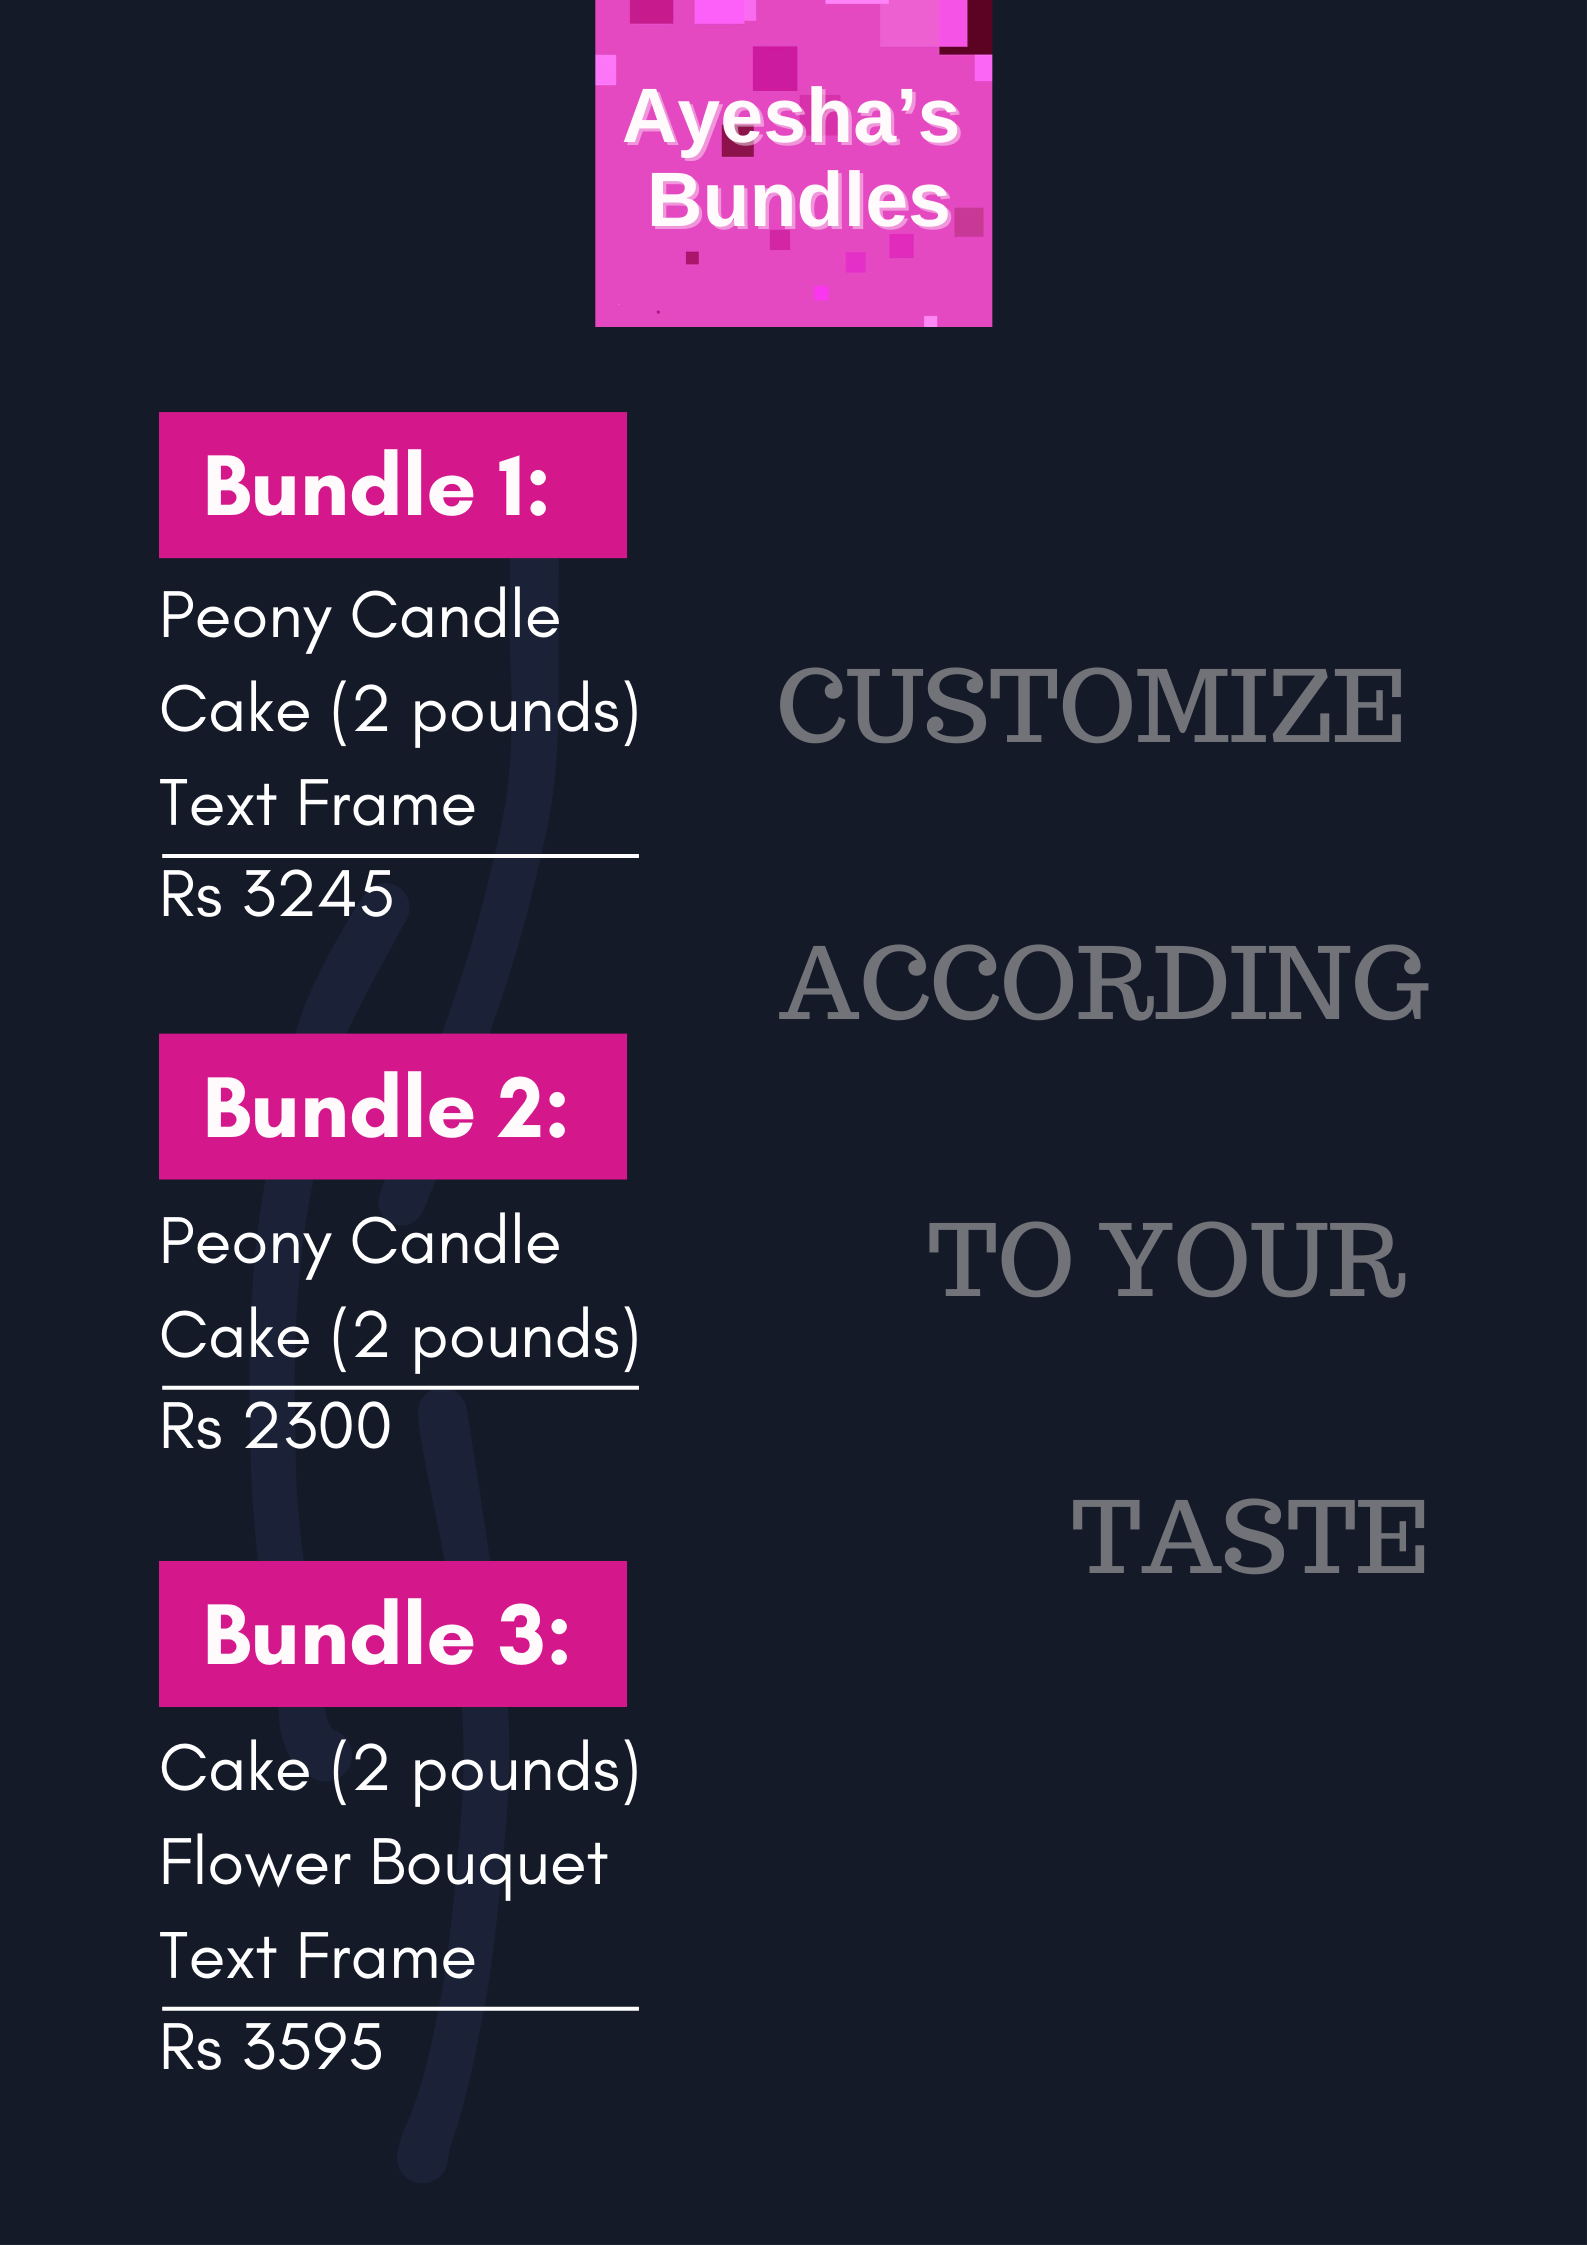 Ayesha’s
Bundles
Bundle 1:
Peony Candle
Cake (2 pounds)
Text Frame
Rs 3245
Bundle 2:
Peony Candle
Cake (2 pounds)
Rs 2300
Bundle 3:
Cake (2 pounds)
Flower Bouquet
Text Frame
Rs 3595
CUSTOMIZE
ACCORDING
TO YOUR
TASTE